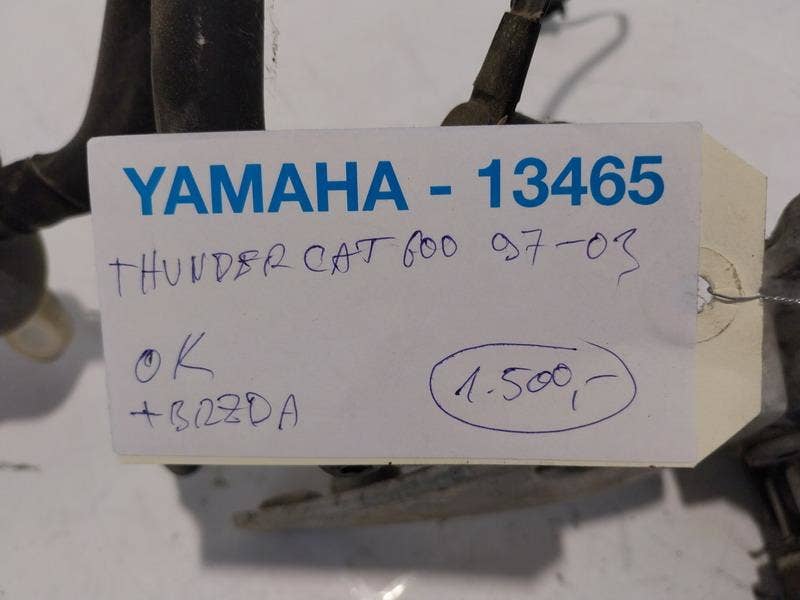 YAMAHA - 13465
THUNDERCAT 600 97-03
OK
+BRZDA
1.500,-